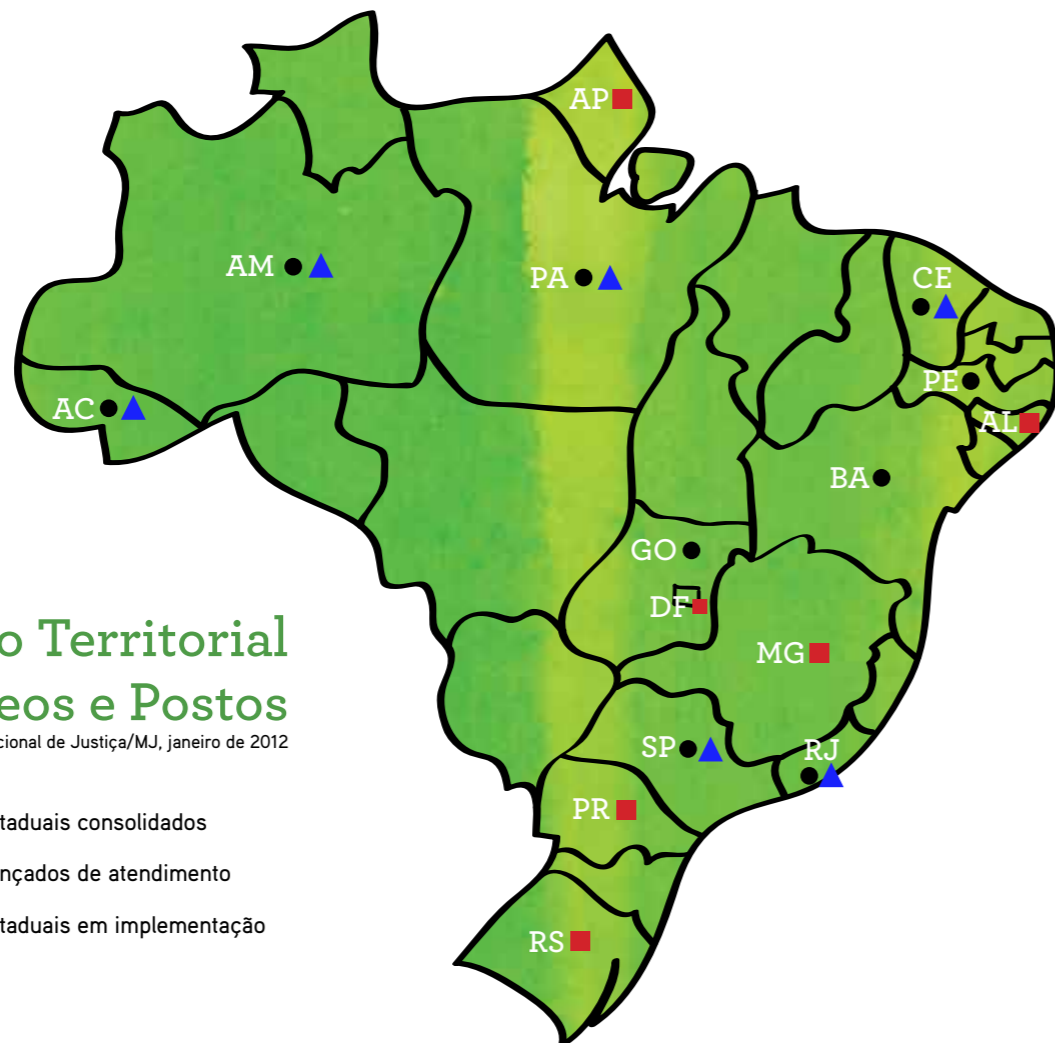 AP
AM
PA
CE
PE
AC
AL
BA
GO
DF
o Territorial
MG
eos e Postos
cional de Justiça/MJ, janeiro de 2012
SP
RJ
PR
taduais consolidados
nçados de atendimento
taduais em implementação
RS